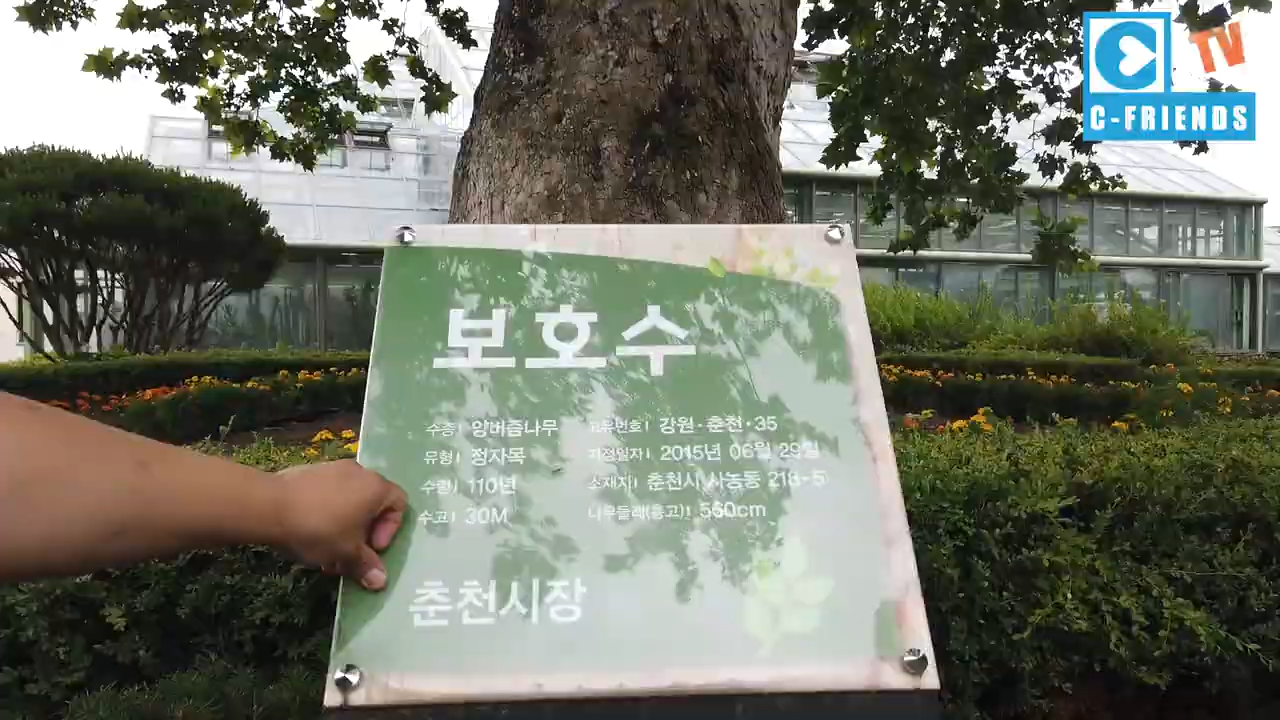 TV
C-FRIENDS
보호수
수종| 양버즘나무 고유번호| 강원-춘천-35
유형| 정자목 지정일자| 2015년 06월 29일
수령| 110년 소재지| 춘천시 사농동 218-5
수고| 30M 나무둘레(흉고)| 560cm
춘천시장